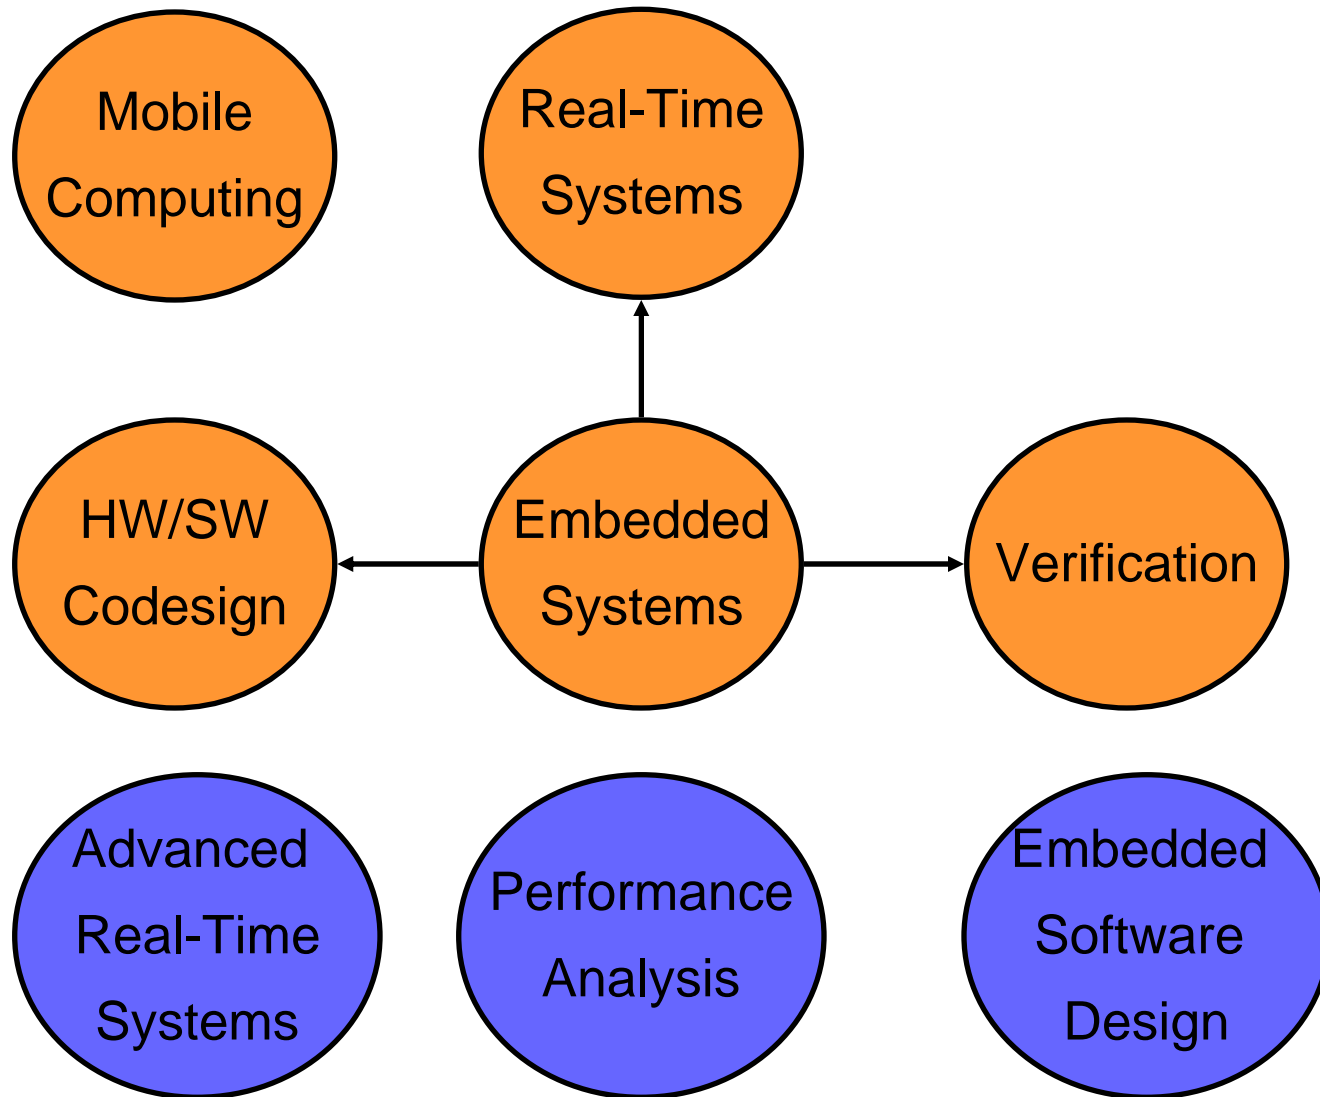 Mobile
Computing
Real-Time
Systems
HW/SW
Codesign
Embedded
Systems
Verification
Advanced
Real-Time
Systems
Performance
Analysis
Embedded
Software
Design